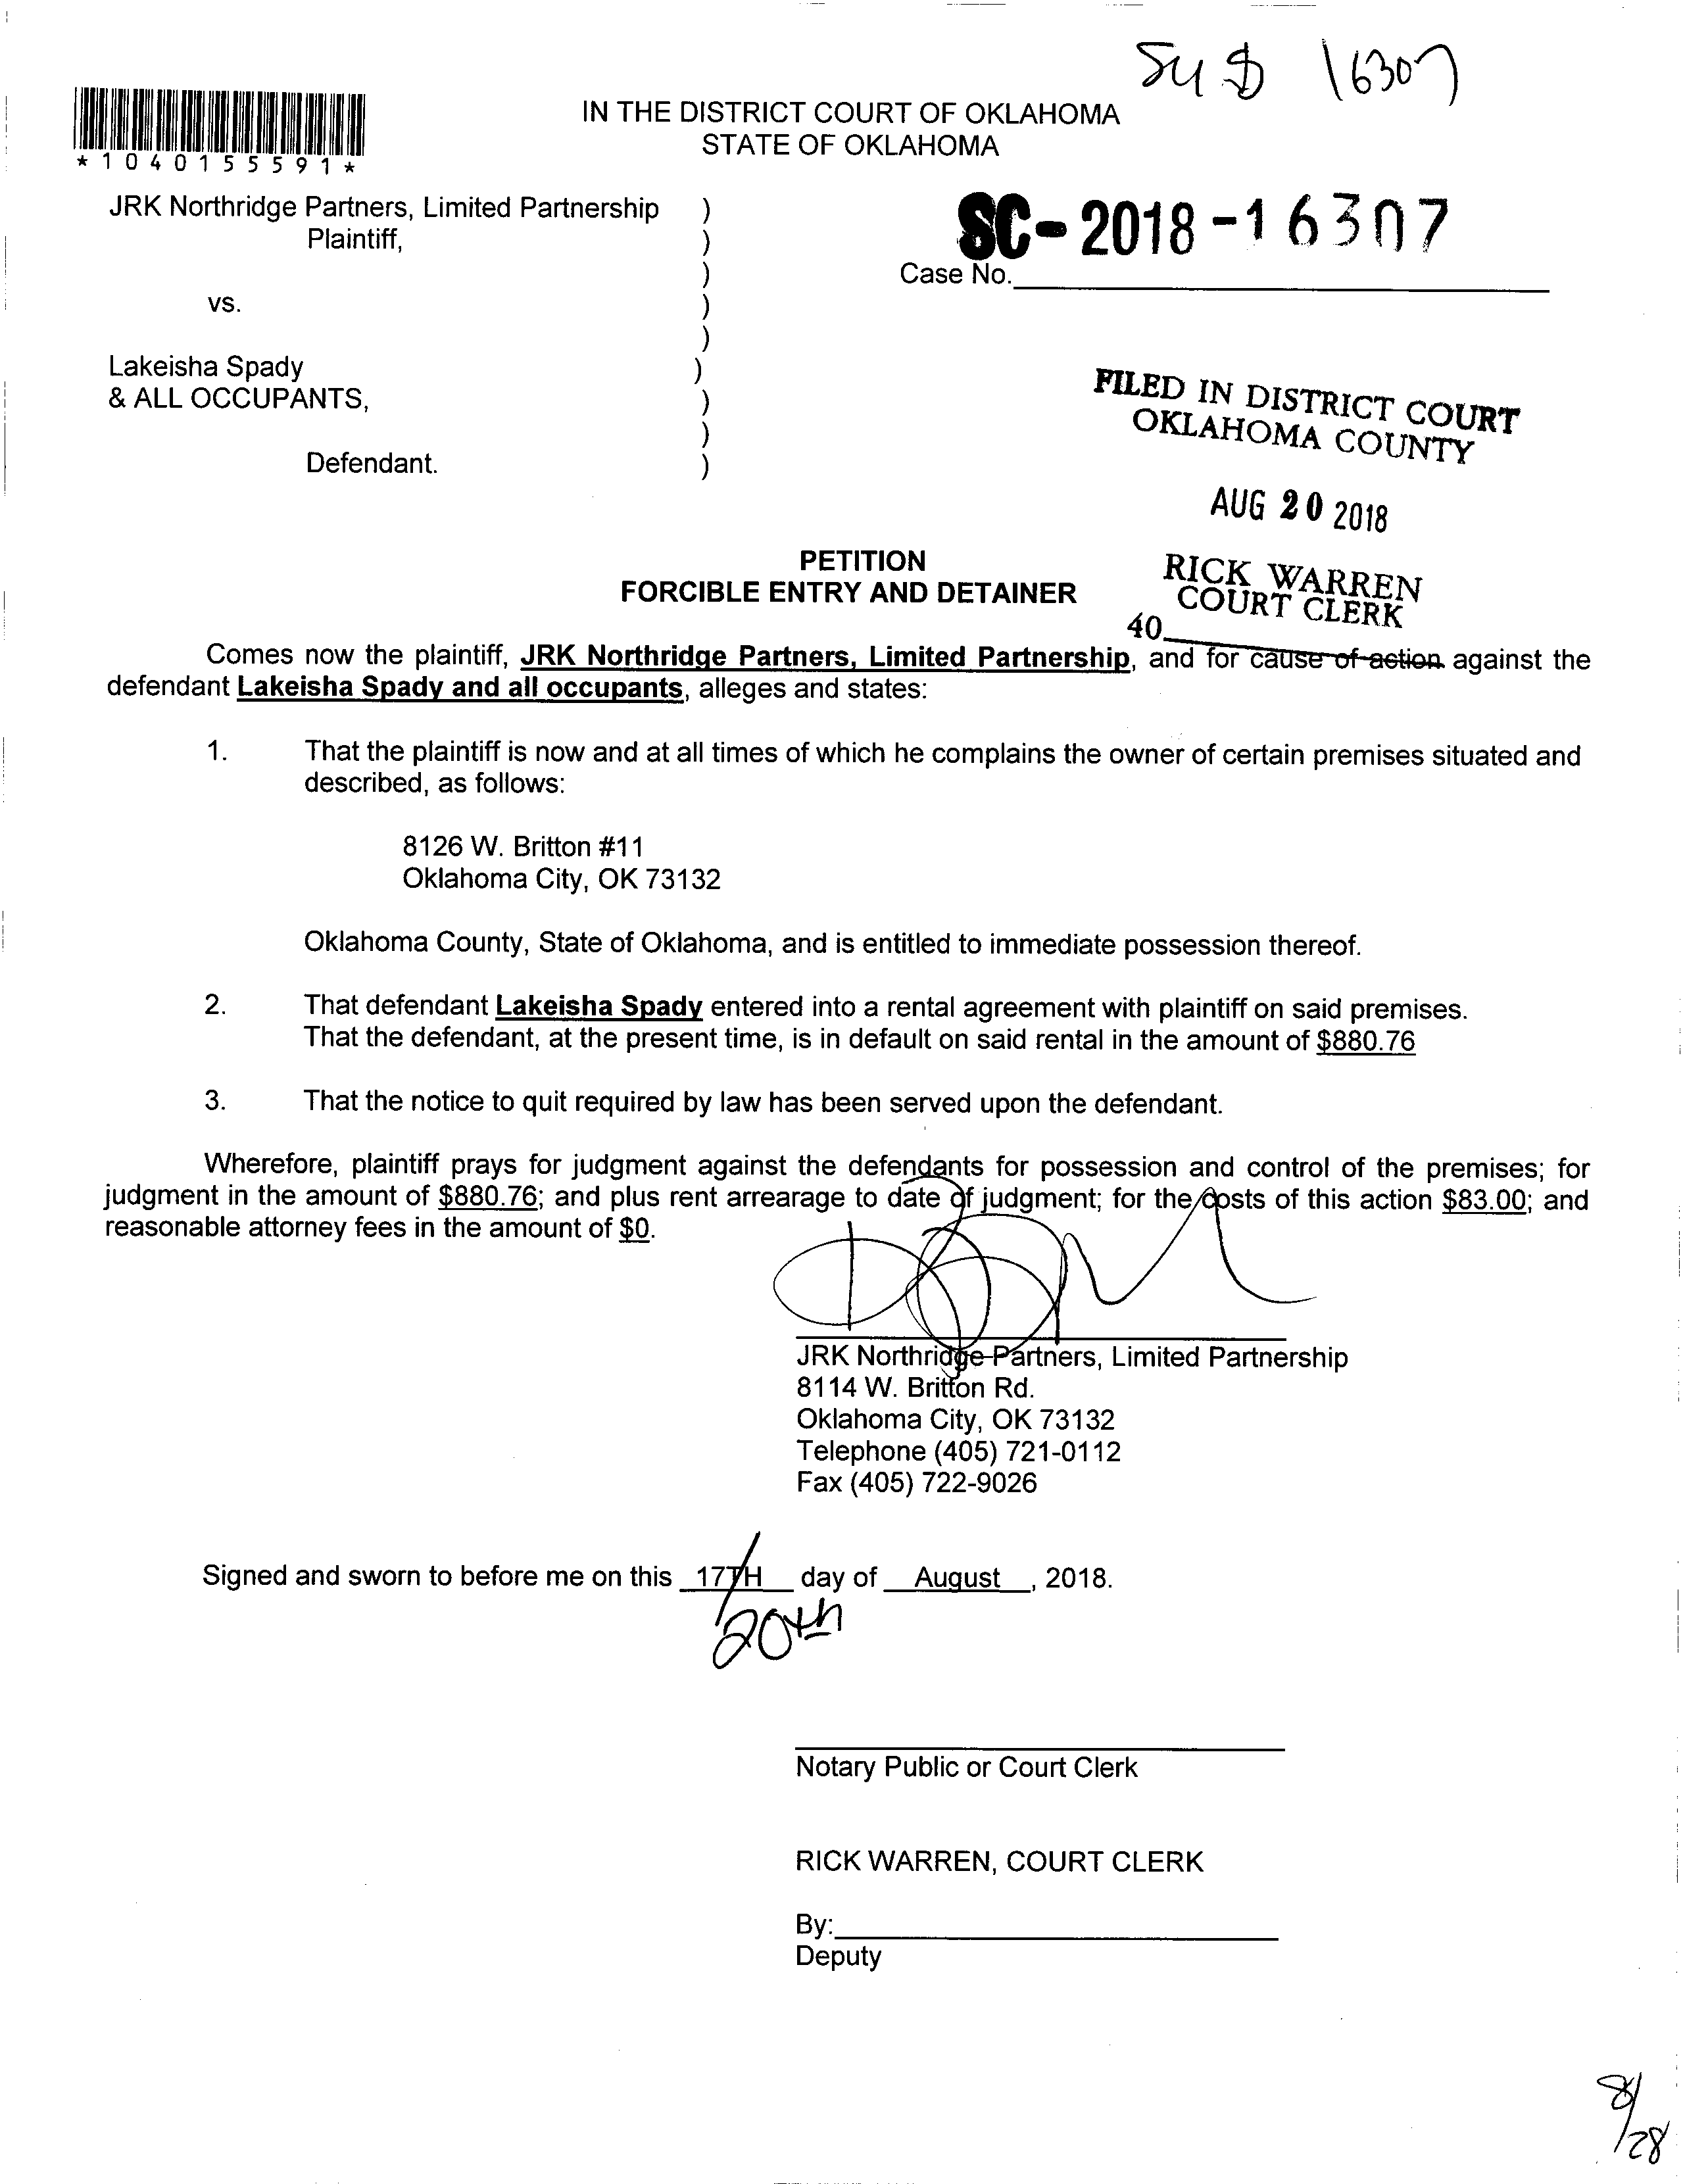 16307
*1040155591*
IN THE DISTRICT COURT OF OKLAHOMA
STATE OF OKLAHOMA
JRK Northridge Partners, Limited Partnership )
Plaintiff, )
)
vs. )
)
Lakeisha Spady )
& ALL OCCUPANTS, )
)
Defendant. )
SC-2018-16307
Case No.
FILED IN DISTRICT COURT
OKLAHOMA COUNTY
AUG 20 2018
RICK WARREN
COURT CLERK
40
PETITION
FORCIBLE ENTRY AND DETAINER
Comes now the plaintiff, JRK Northridge Partners, Limited Partnership, and for cause of action against the
defendant Lakeisha Spady and all occupants, alleges and states:
1. That the plaintiff is now and at all times of which he complains the owner of certain premises situated and
described, as follows:
8126 W. Britton #11
Oklahoma City, OK 73132
Oklahoma County, State of Oklahoma, and is entitled to immediate possession thereof.
2. That defendant Lakeisha Spady entered into a rental agreement with plaintiff on said premises.
That the defendant, at the present time, is in default on said rental in the amount of $880.76
3. That the notice to quit required by law has been served upon the defendant.
Wherefore, plaintiff prays for judgment against the defendants for possession and control of the premises; for
judgment in the amount of $880.76; and plus rent arrearage to date of judgment; for the costs of this action $83.00; and
reasonable attorney fees in the amount of $0.
JRK Northridge Partners, Limited Partnership
8114 W. Britton Rd.
Oklahoma City, OK 73132
Telephone (405) 721-0112
Fax (405) 722-9026
Signed and sworn to before me on this 17TH day of August, 2018.
20th
Notary Public or Court Clerk
RICK WARREN, COURT CLERK
By:
Deputy
8/28